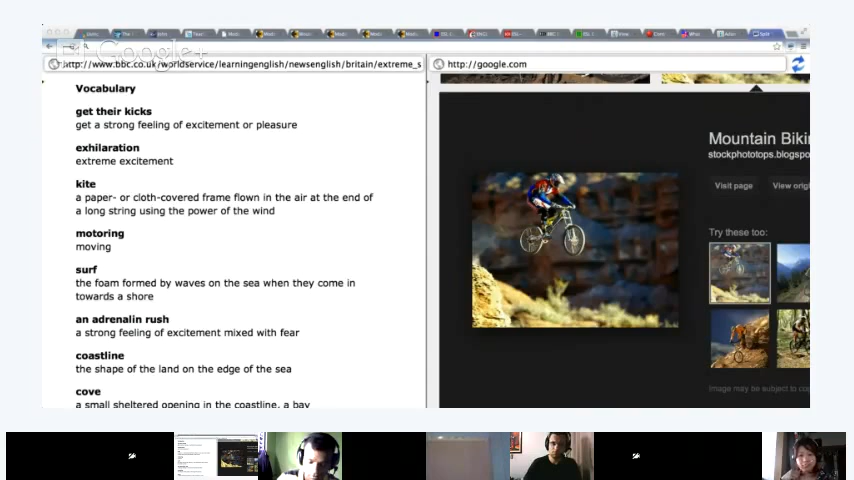 Google+
http://www.bbc.co.uk/worldservice/learningenglish/newsenglish/britain/extreme_s
http://google.com
Vocabulary
get their kicks
get a strong feeling of excitement or pleasure
exhilaration
extreme excitement
kite
a paper- or cloth-covered frame flown in the air at the end of
a long string using the power of the wind
motoring
moving
surf
the foam formed by waves on the sea when they come in
towards a shore
an adrenalin rush
a strong feeling of excitement mixed with fear
coastline
the shape of the land on the edge of the sea
cove
a small sheltered opening in the coastline, a bay
Mountain Bikin
stockphototops.blogspo
Visit page
View orig
Try these too:
Image may be subject to cop